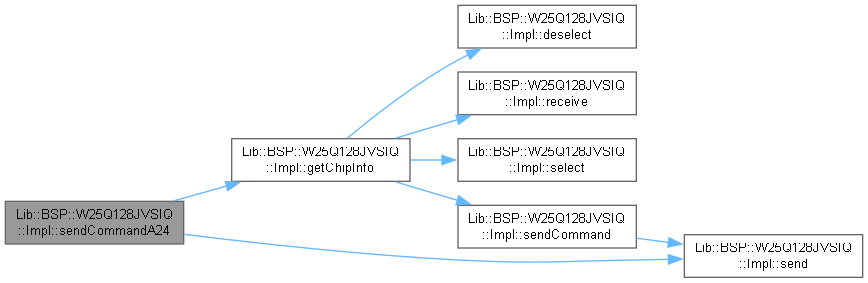 Lib::BSP::W25Q128JVSIQ
::Impl::deselect
Lib::BSP::W25Q128JVSIQ
::Impl::receive
Lib::BSP::W25Q128JVSIQ
::Impl::getChipInfo
Lib::BSP::W25Q128JVSIQ
::Impl::select
Lib::BSP::W25Q128JVSIQ
::Impl::sendCommandA24
Lib::BSP::W25Q128JVSIQ
::Impl::sendCommand
Lib::BSP::W25Q128JVSIQ
::Impl::send